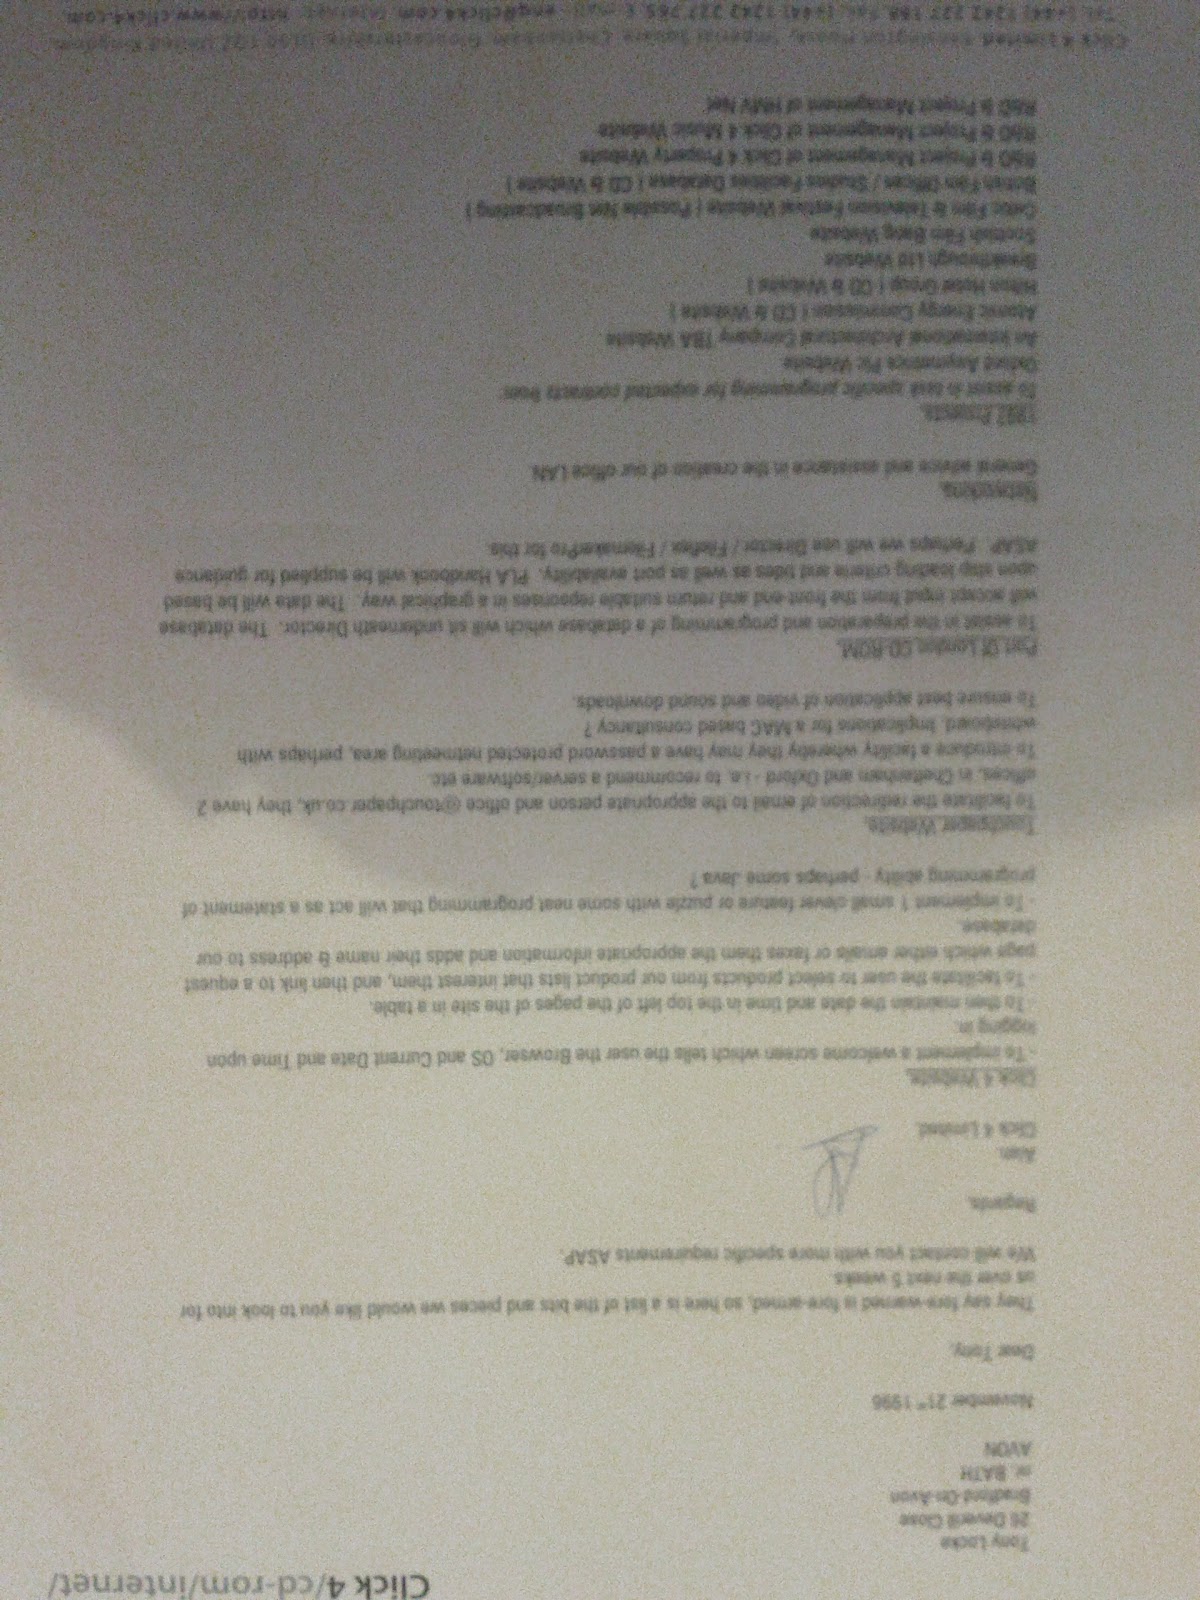 Click 4/cd-rom/internet/
Tony Locke
26 Deverill Close
Bradford-On-Avon
nr BATH
AVON
November 21st 1996
Dear Tony,
They say fore-warned is fore-armed, so here is a list of the bits and pieces we would like you to look into for
us over the next 5 weeks.
We will contact you with more specific requirements ASAP.
Regards,
Alan
Click 4 Limited.
Click 4 Website.
- To implement a welcome screen which tells the user the Browser, OS and Current Date and Time upon
logging in.
- To then maintain the date and time in the top left of the pages of the site in a table.
- To facilitate the user to select products from our product lists that interest them, and then link to a equest
page which either emails or faxes them the appropriate information and adds their name & address to our
database.
- To implement 1 small clever feature or puzzle with some neat programming that will act as a statement of
programming ability - perhaps some Java ?
Touchpaper Website.
To facilitate the redirection of email to the appropriate person and office @touchpaper.co.uk, they have 2
offices, in Cheltenham and Oxford - i.e. to recommend a server/software etc.
To introduce a facility whereby they may have a password protected netmeeting area, perhaps with
whiteboard. Implications for a MAC based consultancy ?
To ensure best application of video and sound downloads.
Port Of London CD-ROM.
To assist in the preparation and programming of a database which will sit underneath Director. The database
will accept input from the front-end and return suitable reponses in a graphical way. The data will be based
upon ship loading criteria and tides as well as port availability. PLA Handbook will be supplied for guidance
ASAP. Perhaps we will use Director / Fileflex / FilemakerPro for this.
Networking.
General advice and assistance in the creation of our office LAN.
1997 Projects.
To assist in task specific programming for expected contracts from:
Oxford Asymetrics Plc Website
An International Architectural Company TBA Website
Atomic Energy Commission ( CD & Website )
Hilton Hotel Group ( CD & Website )
Breakthrough Ltd Website
Scottish Film Bang Website
Celtic Film & Television Festival Website ( Possible Net Broadcasting )
British Film Offices / Studios Facilities Database ( CD & Website )
R&D & Project Management of Click 4 Property Website
R&D & Project Management of Click 4 Music Website
R&D & Project Management of HMV Net
Click 4 Limited Kensington House, Imperial Square Cheltenham Gloucestershire, United Kingdom.
Tel. (+44) 1242 227 188 Fax. (+44) 1242 227 265 E mail: enq@click4.com Internet: http://www.click4.com